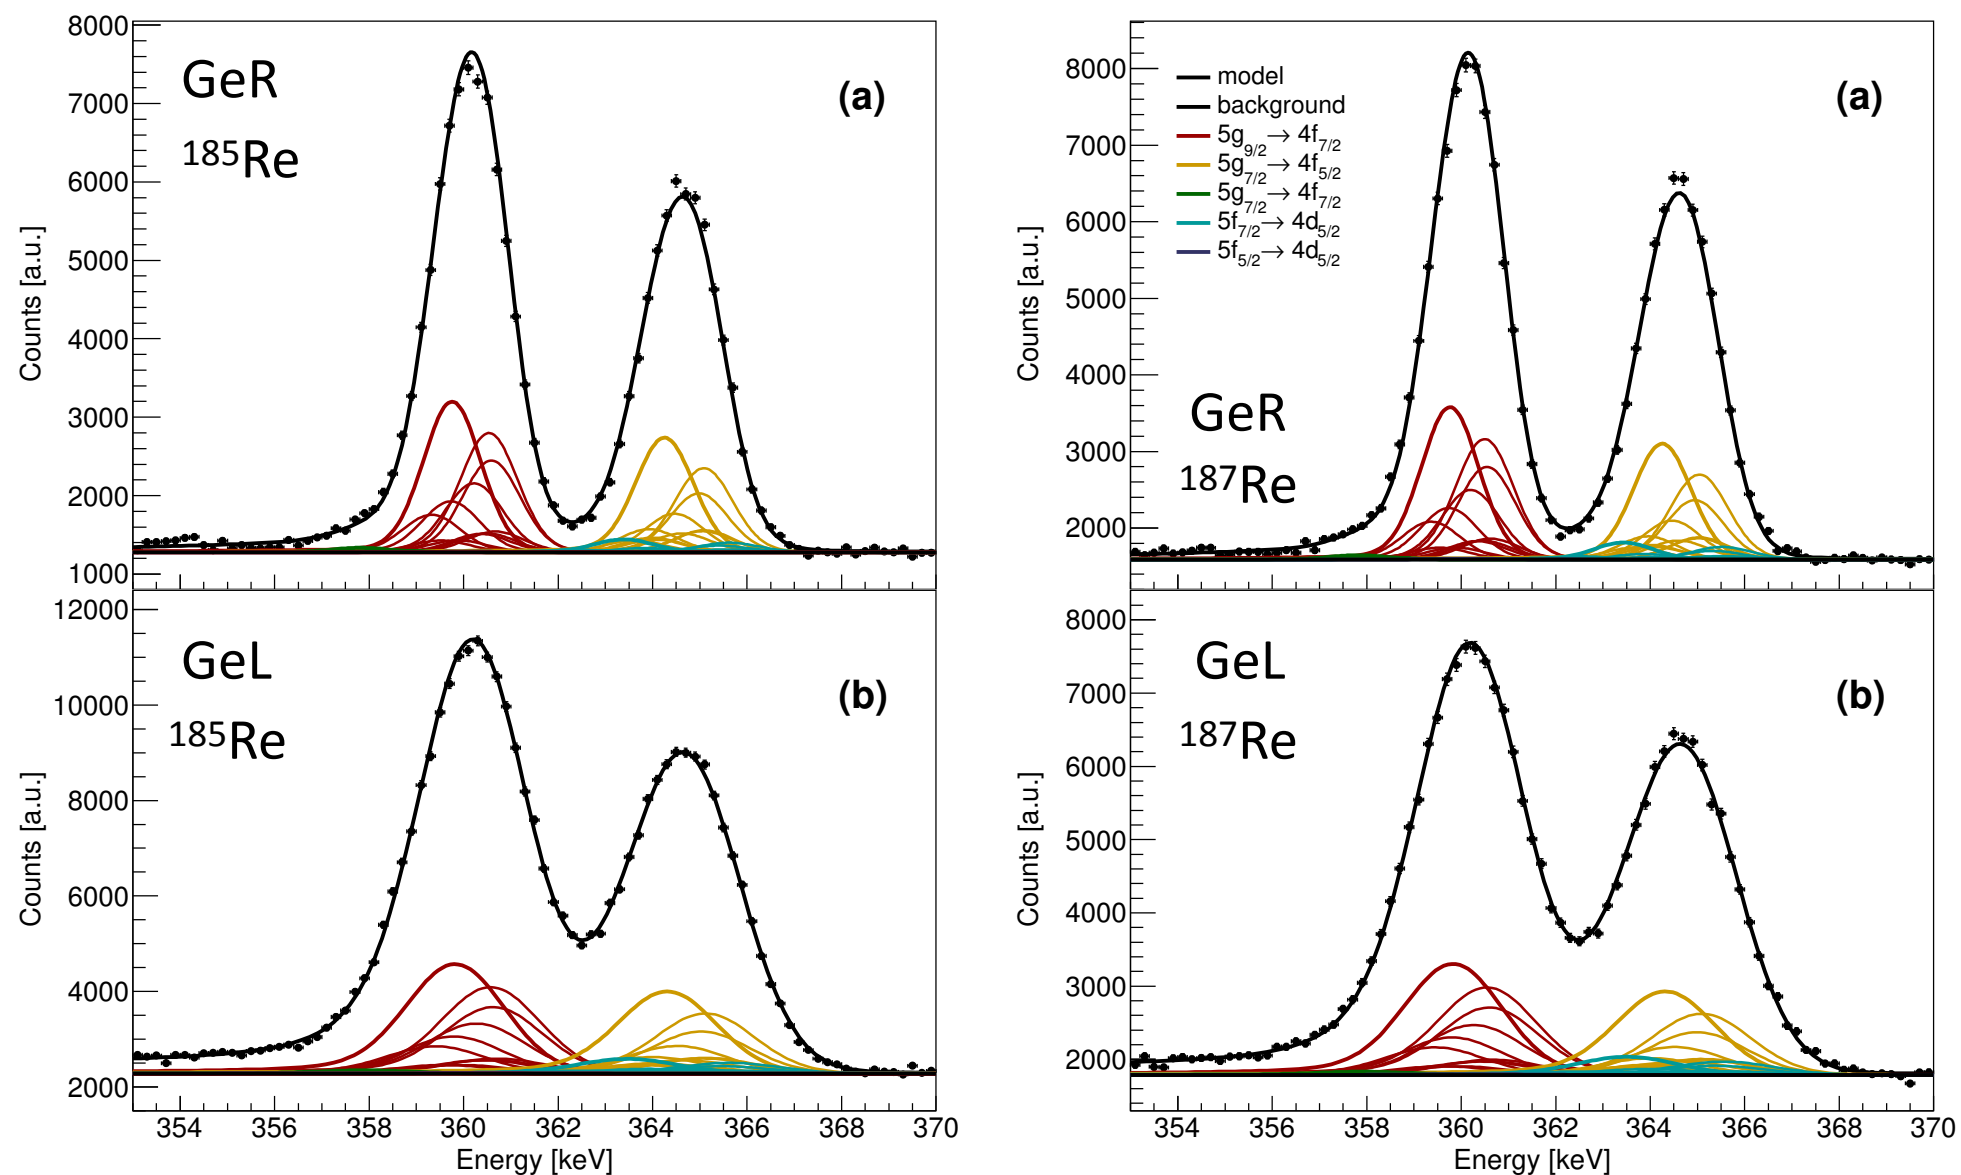 GeR
185Re
(a)
8000
7000
6000
5000
4000
3000
2000
1000
Counts [a.u.]
GeL
185Re
(b)
12000
10000
8000
6000
4000
2000
Counts [a.u.]
354 356 358 360 362 364 366 368 370
Energy [keV]
model
background
5g9/2→ 4f7/2
5g7/2→ 4f5/2
5g7/2→ 4f7/2
5f7/2→ 4d5/2
5f5/2→ 4d5/2
(a)
GeR
187Re
8000
7000
6000
5000
4000
3000
2000
Counts [a.u.]
GeL
187Re
(b)
8000
7000
6000
5000
4000
3000
2000
Counts [a.u.]
354 356 358 360 362 364 366 368 370
Energy [keV]